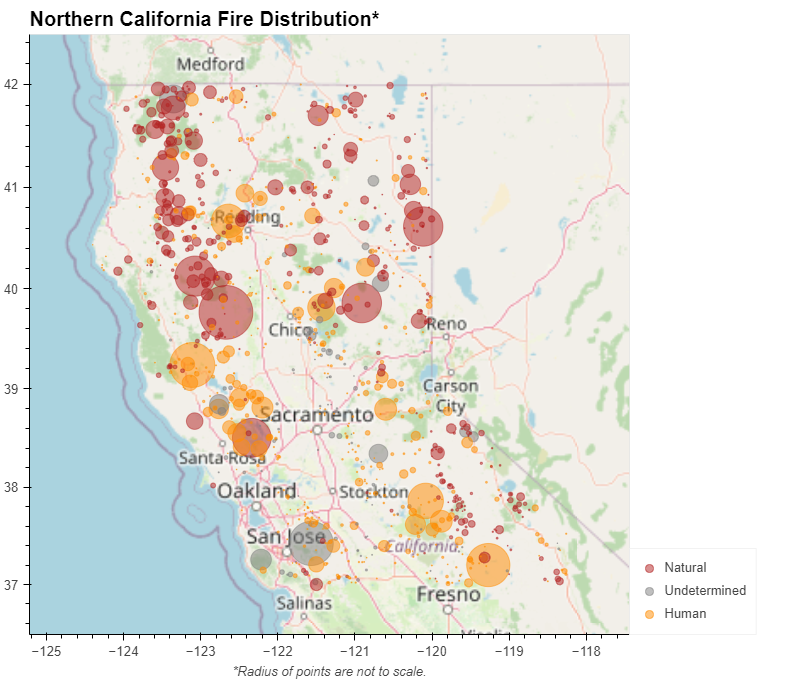 Northern California Fire Distribution*
42
41
40
39
38
37
Medford
Redding
Chico
Reno
Carson
City
Sacramento
Santa Rosa
Oakland
Stockton
San Jose
California
Salinas
Fresno
−125
−124
−123
−122
−121
−120
−119
−118
Natural
Undetermined
Human
*Radius of points are not to scale.